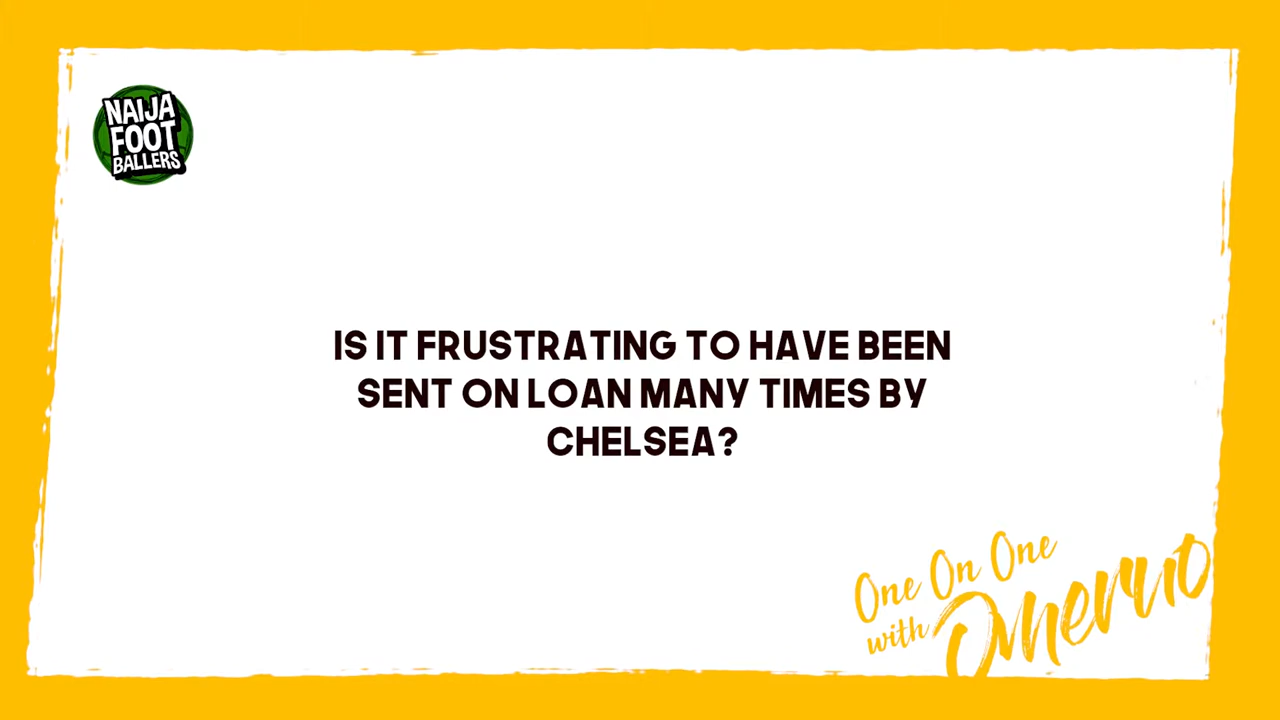 NAIJA
FOOT
BALLERS
IS IT FRUSTRATING TO HAVE BEEN
SENT ON LOAN MANY TIMES BY
CHELSEA?
One On One
with Omeruo